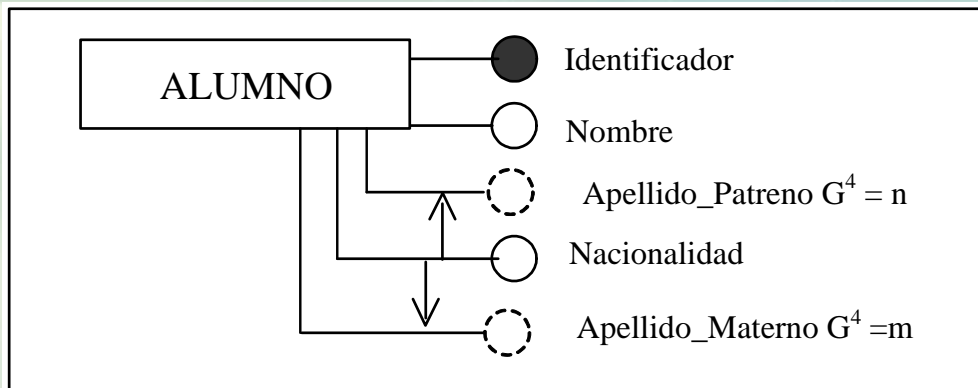 ALUMNO
Identificador
Nombre
Apellido_Patreno G⁴ = n
Nacionalidad
Apellido_Materno G⁴ =m